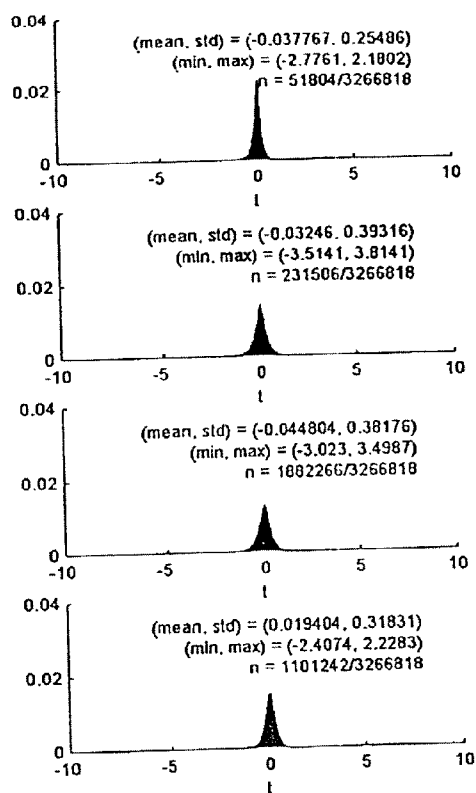 0.04
(mean, std) = (-0.037767, 0.25486)
(min, max) = (-2.7761, 2.1802)
n = 51804/3266818
0.02
0
-10 -5 0 5 10
t
0.04
(mean, std) = (-0.03246, 0.39316)
(min, max) = (-3.5141, 3.8141)
n = 231506/3266818
0.02
0
-10 -5 0 5 10
t
0.04
(mean, std) = (-0.044804, 0.38176)
(min, max) = (-3.023, 3.4987)
n = 1882266/3266818
0.02
0
-10 -5 0 5 10
t
0.04
(mean, std) = (0.019404, 0.31831)
(min, max) = (-2.4074, 2.2283)
n = 1101242/3266818
0.02
0
-10 -5 0 5 10
t